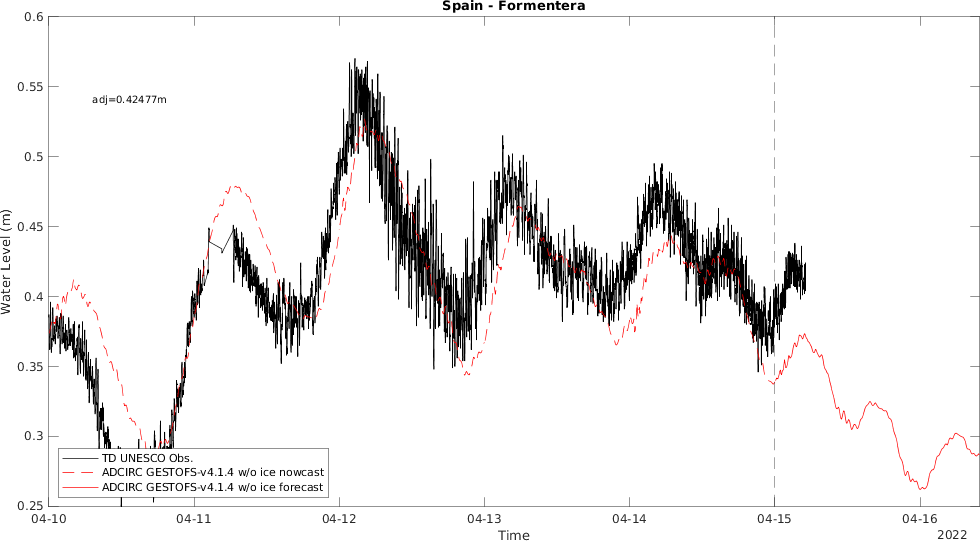 Spain - Formentera
0.6
0.55
0.5
0.45
0.4
0.35
0.3
0.25
Water Level (m)
adj=0.42477m
TD UNESCO Obs.
ADCIRC GESTOFS-v4.1.4 w/o ice nowcast
ADCIRC GESTOFS-v4.1.4 w/o ice forecast
04-10
04-11
04-12
04-13
04-14
04-15
04-16
Time
2022